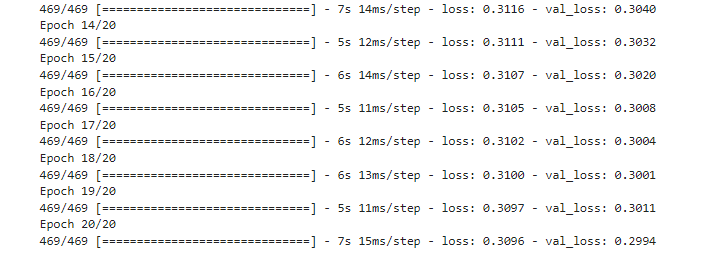 469/469 [==============================] - 7s 14ms/step - loss: 0.3116 - val_loss: 0.3040
Epoch 14/20
469/469 [==============================] - 5s 12ms/step - loss: 0.3111 - val_loss: 0.3032
Epoch 15/20
469/469 [==============================] - 6s 14ms/step - loss: 0.3107 - val_loss: 0.3020
Epoch 16/20
469/469 [==============================] - 5s 11ms/step - loss: 0.3105 - val_loss: 0.3008
Epoch 17/20
469/469 [==============================] - 6s 12ms/step - loss: 0.3102 - val_loss: 0.3004
Epoch 18/20
469/469 [==============================] - 6s 13ms/step - loss: 0.3100 - val_loss: 0.3001
Epoch 19/20
469/469 [==============================] - 5s 11ms/step - loss: 0.3097 - val_loss: 0.3011
Epoch 20/20
469/469 [==============================] - 7s 15ms/step - loss: 0.3096 - val_loss: 0.2994